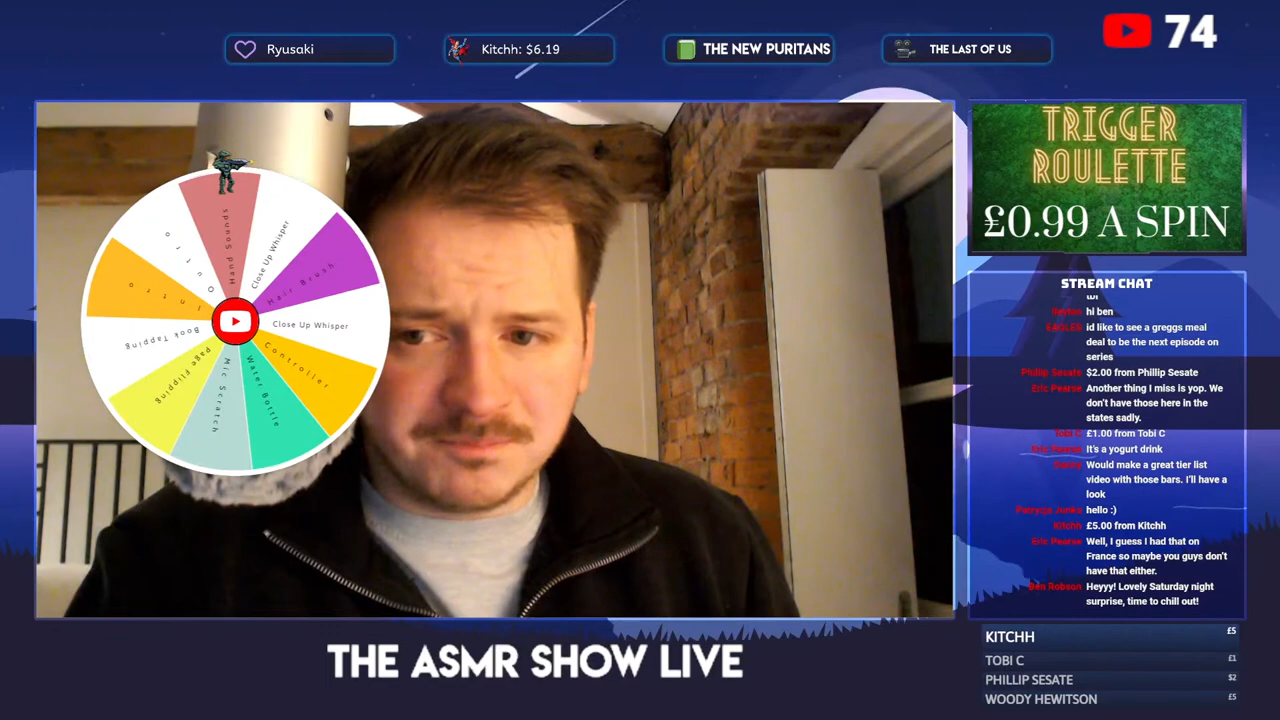 Ryusaki
Kitchh: $6.19
THE NEW PURITANS
THE LAST OF US
74
TRIGGER
ROULETTE
£0.99 A SPIN
Hand Sounds
Close Up Whisper
Hair Brush
Close Up Whisper
Controller
Water Bottle
Mic Scratch
Page Flipping
Book Tapping
Intro
Outro
STREAM CHAT
hi ben
EAGLES id like to see a greggs meal
deal to be the next episode on
series
Phillip Sesate $2.00 from Phillip Sesate
Eric Pearse Another thing I miss is yop. We
don't have those here in the
states sadly.
Tobi C £1.00 from Tobi C
Eric Pearse It's a yogurt drink
Would make a great tier list
video with those bars. I'll have a
look
Patrycja Junko hello :)
Kitchh £5.00 from Kitchh
Eric Pearse Well, I guess I had that on
France so maybe you guys don't
have that either.
Ben Robson Heyyy! Lovely Saturday night
surprise, time to chill out!
KITCHH £5
TOBI C £1
PHILLIP SESATE $2
WOODY HEWITSON £5
THE ASMR SHOW LIVE